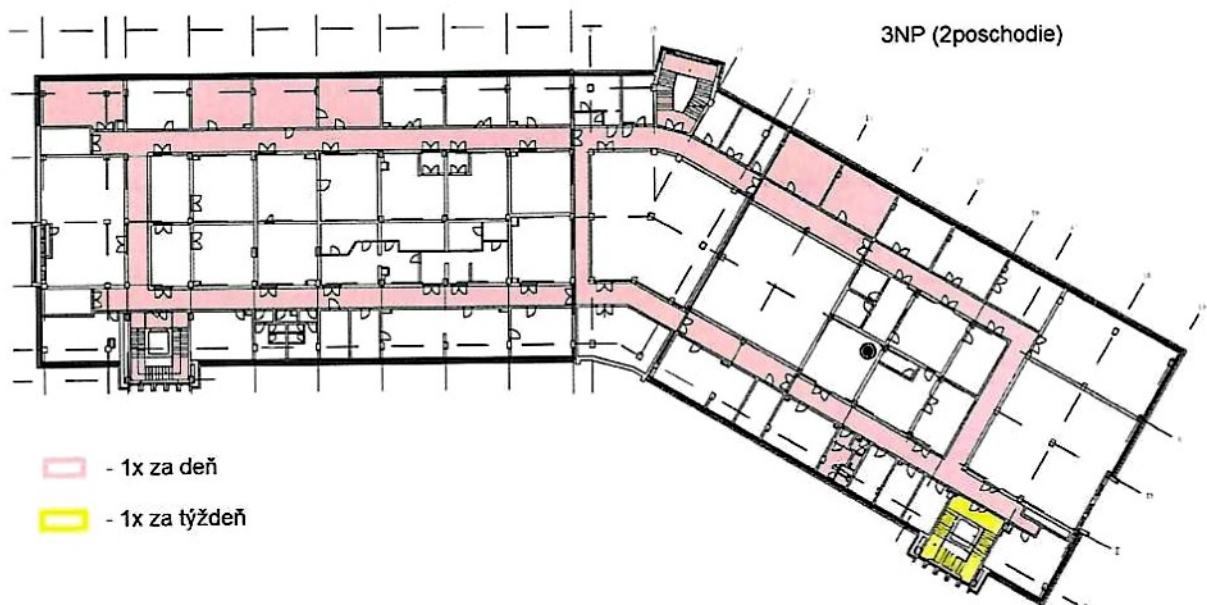 3NP (2poschodie)
- 1x za deň
- 1x za týždeň